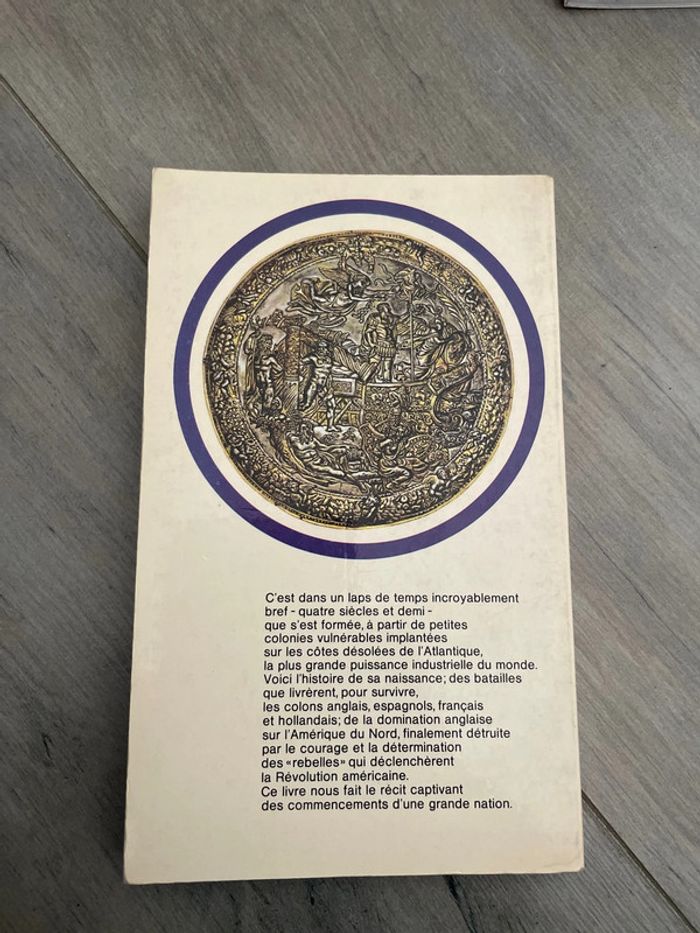 C'est dans un laps de temps incroyablement
bref - quatre siècles et demi -
que s'est formée, à partir de petites
colonies vulnérables implantées
sur les côtes désolées de l'Atlantique,
la plus grande puissance industrielle du monde.
Voici l'histoire de sa naissance; des batailles
que livrèrent, pour survivre,
les colons anglais, espagnols, français
et hollandais; de la domination anglaise
sur l'Amérique du Nord, finalement détruite
par le courage et la détermination
des «rebelles» qui déclenchèrent
la Révolution américaine.
Ce livre nous fait le récit captivant
des commencements d'une grande nation.